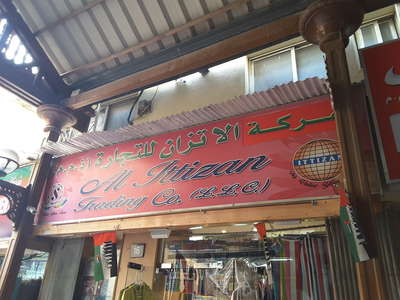 شركة الاتزان للتجارة (ذ.م.م)
Al Ittizan
Trading Co. (L.L.C.)
ITTIZAN